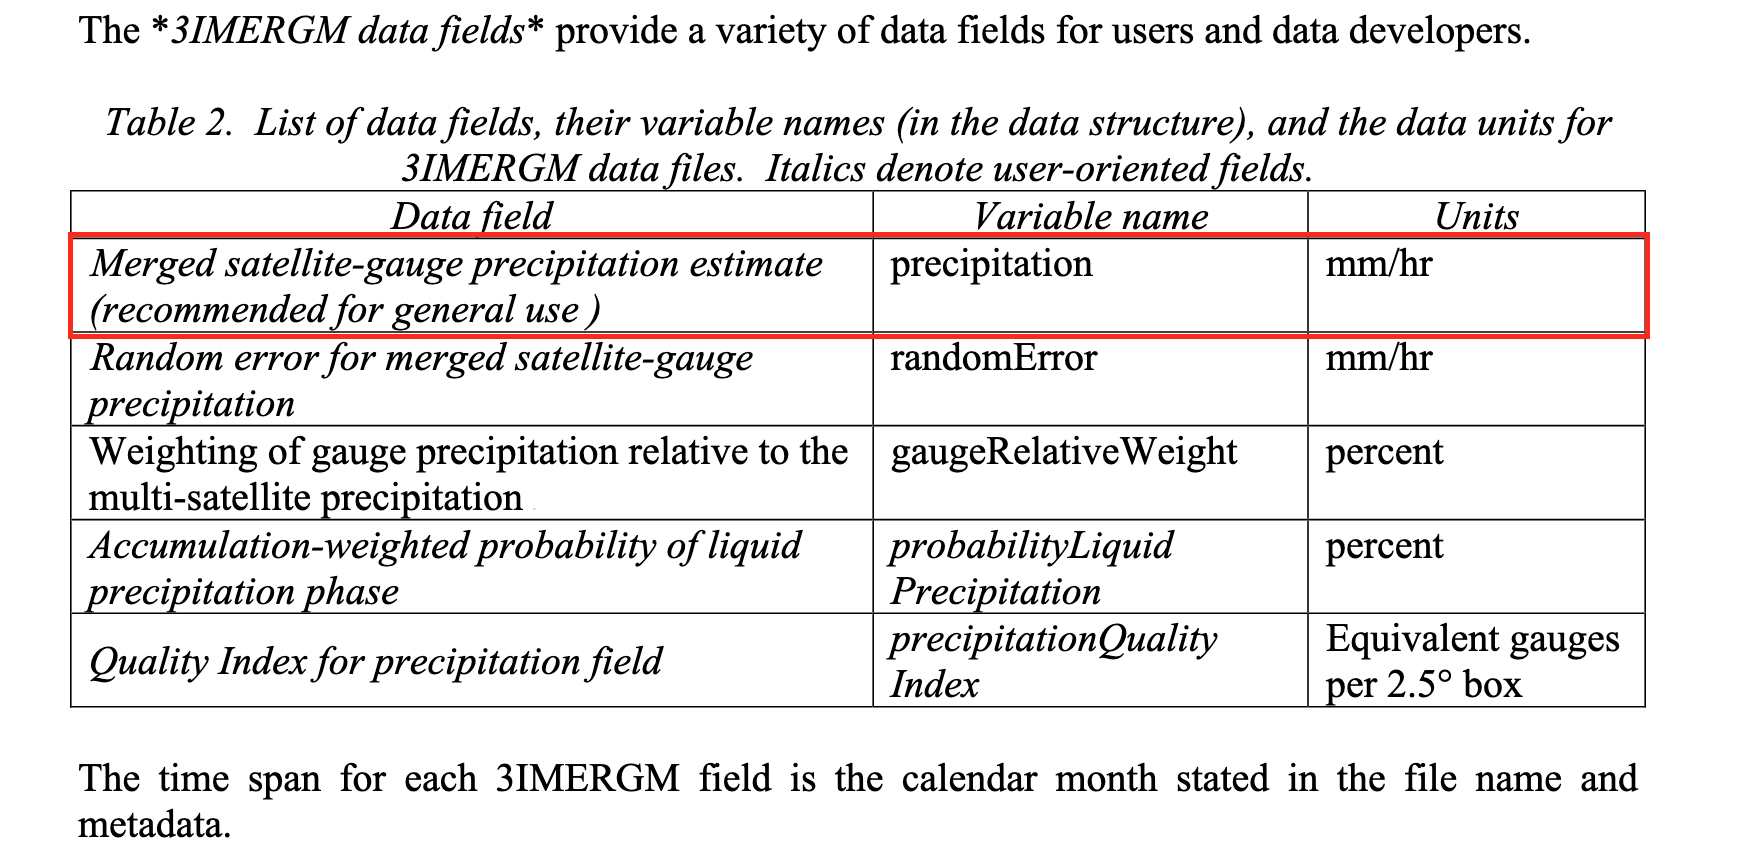 The *3IMERGM data fields* provide a variety of data fields for users and data developers.
Table 2.  List of data fields, their variable names (in the data structure), and the data units for
3IMERGM data files.  Italics denote user-oriented fields.
Data field Variable name Units
Merged satellite-gauge precipitation estimate precipitation mm/hr
(recommended for general use )
Random error for merged satellite-gauge randomError mm/hr
precipitation
Weighting of gauge precipitation relative to the gaugeRelativeWeight percent
multi-satellite precipitation
Accumulation-weighted probability of liquid probabilityLiquid percent
precipitation phase Precipitation
Quality Index for precipitation field precipitationQuality Equivalent gauges
Index per 2.5° box
The time span for each 3IMERGM field is the calendar month stated in the file name and
metadata.